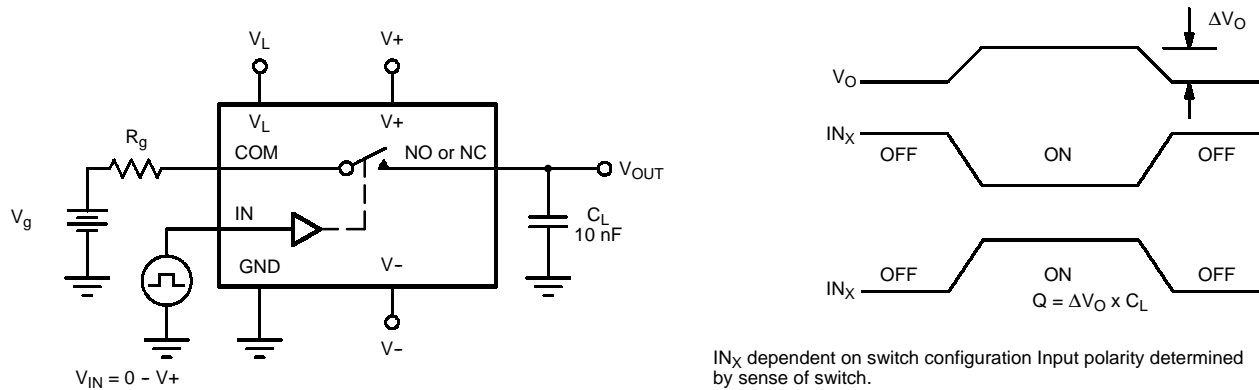 V_L
V+
V_L
V+
R_g
COM
NO or NC
V_OUT
V_g
IN
C_L
10 nF
GND
V−
V−
V_IN = 0 − V+
ΔV_O
V_O
IN_X
OFF
ON
OFF
IN_X
OFF
ON
OFF
Q = ΔV_O x C_L
IN_X dependent on switch configuration Input polarity determined
by sense of switch.